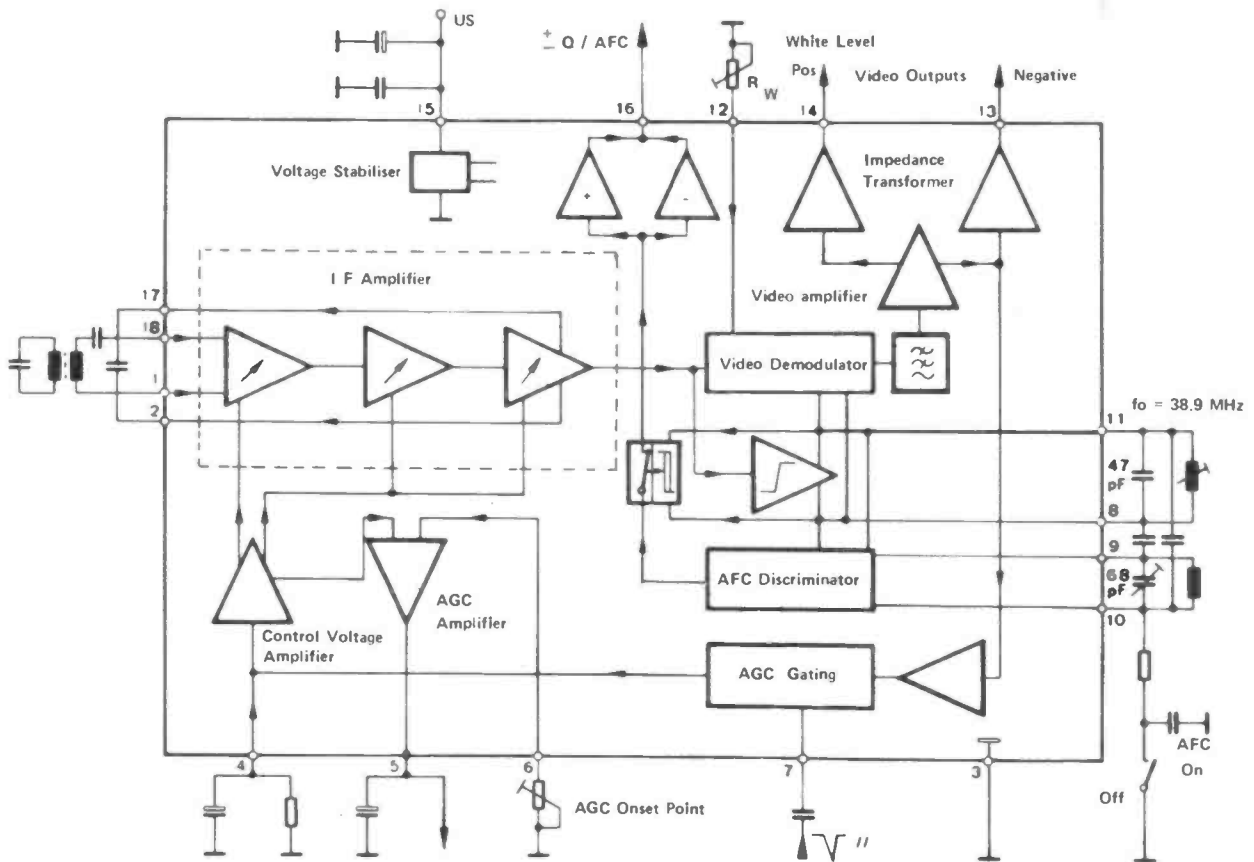 US
± Q / AFC
White Level
Pos
Video Outputs
Negative
R W
15
16
12
14
13
Voltage Stabiliser
+
-
Impedance
Transformer
I F Amplifier
Video amplifier
17
18
1
2
Video Demodulator
11
fo = 38,9 MHz
47
pF
8
9
AFC Discriminator
68
pF
10
AGC
Amplifier
Control Voltage
Amplifier
AGC Gating
4
5
6
7
3
AGC Onset Point
AFC
On
Off